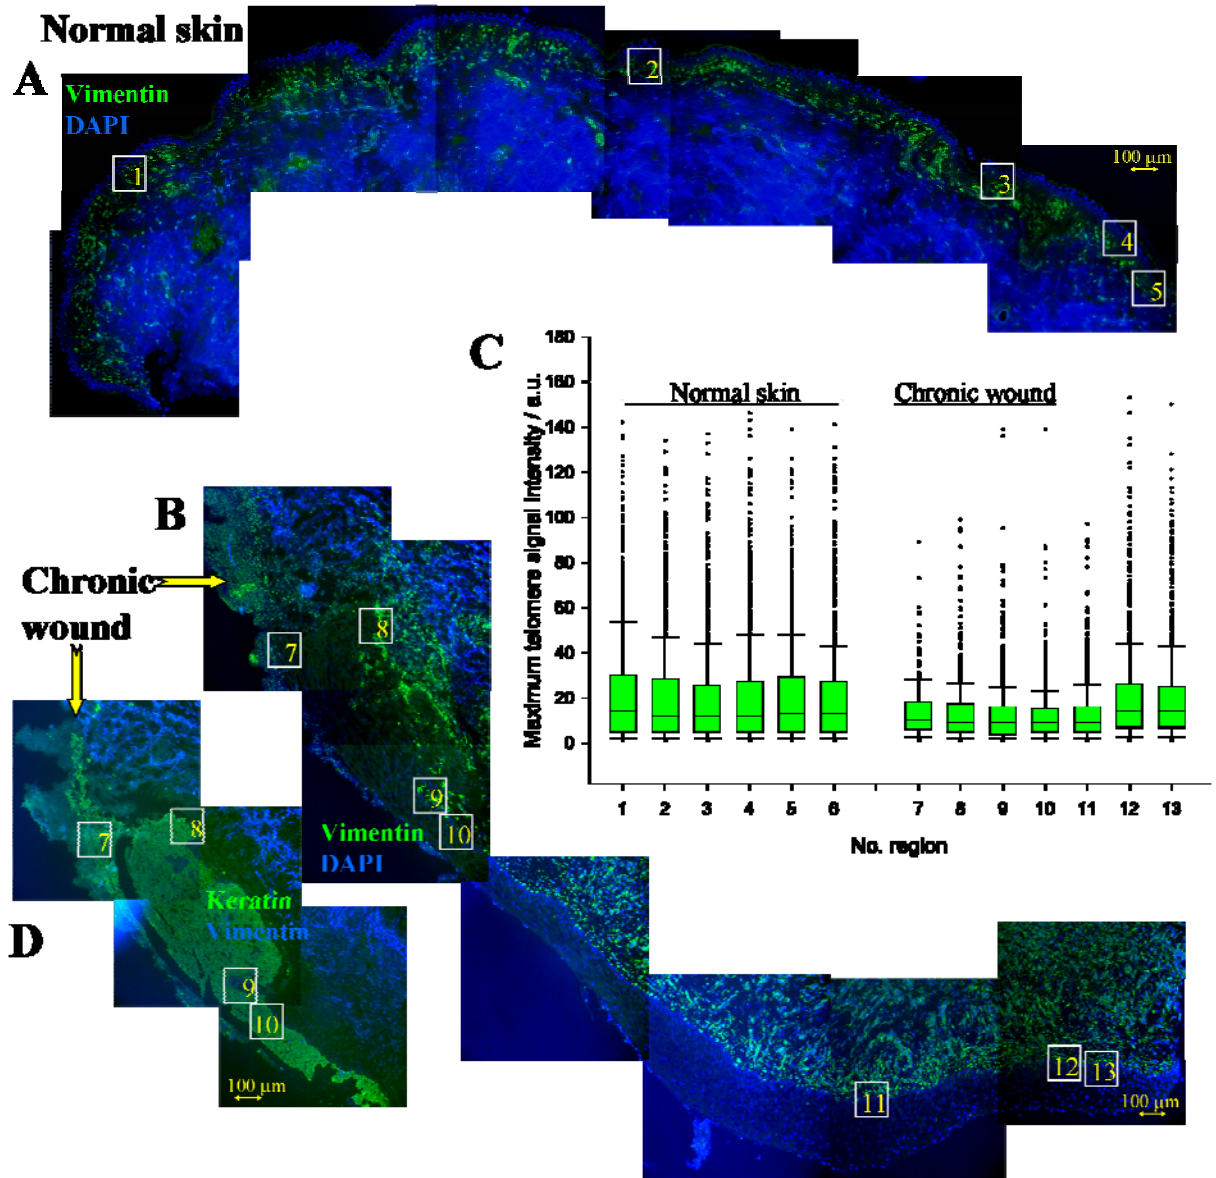 Normal skin
A
Vimentin
DAPI
1
2
3
4
5
100 µm
C
Maximum telomere signal intensity / a.u.
180
160
140
120
100
80
60
40
20
0
Normal skin
Chronic wound
1 2 3 4 5 6 7 8 9 10 11 12 13
No. region
B
Chronic
wound
7
8
9
10
Vimentin
DAPI
11
12
13
100 µm
D
7
8
Keratin
Vimentin
9
10
100 µm